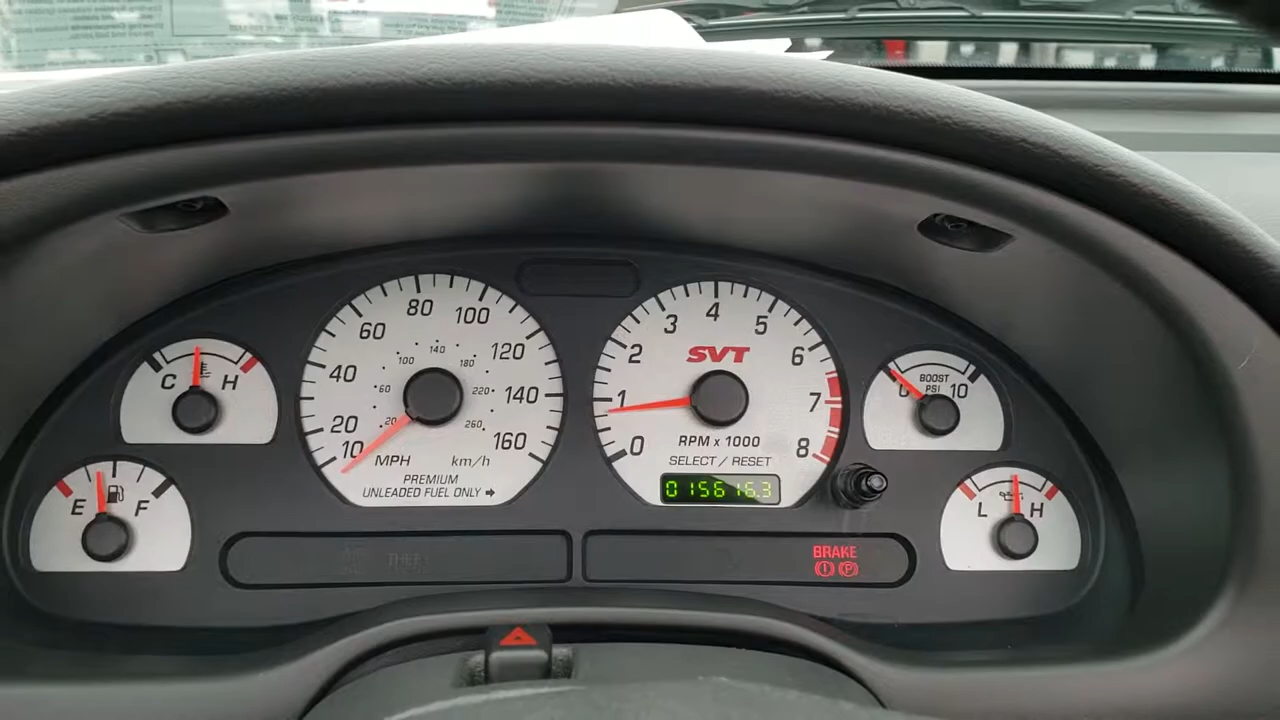 C H
E F
10 20 40 60 80 100 120 140 160
20 60 100 140 180 220 260
MPH km/h
PREMIUM
UNLEADED FUEL ONLY
0 1 2 3 4 5 6 7 8
SVT
RPM x 1000
SELECT / RESET
015616.3
BOOST
PSI
0 10
L H
BRAKE
(!) (P)